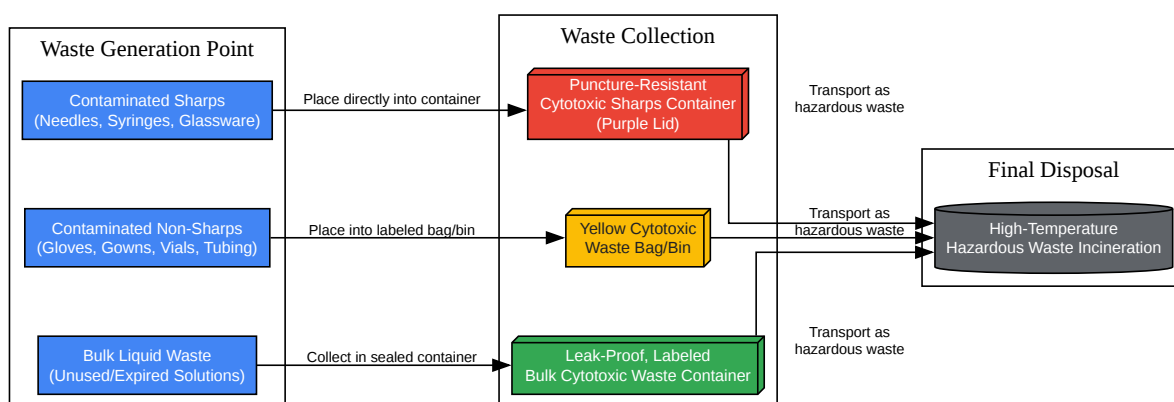 Waste Generation Point
Contaminated Sharps
(Needles, Syringes, Glassware)
Contaminated Non-Sharps
(Gloves, Gowns, Vials, Tubing)
Bulk Liquid Waste
(Unused/Expired Solutions)
Place directly into container
Place into labeled bag/bin
Collect in sealed container
Waste Collection
Puncture-Resistant
Cytotoxic Sharps Container
(Purple Lid)
Yellow Cytotoxic
Waste Bag/Bin
Leak-Proof, Labeled
Bulk Cytotoxic Waste Container
Transport as
hazardous waste
Transport as
hazardous waste
Transport as
hazardous waste
Final Disposal
High-Temperature
Hazardous Waste Incineration